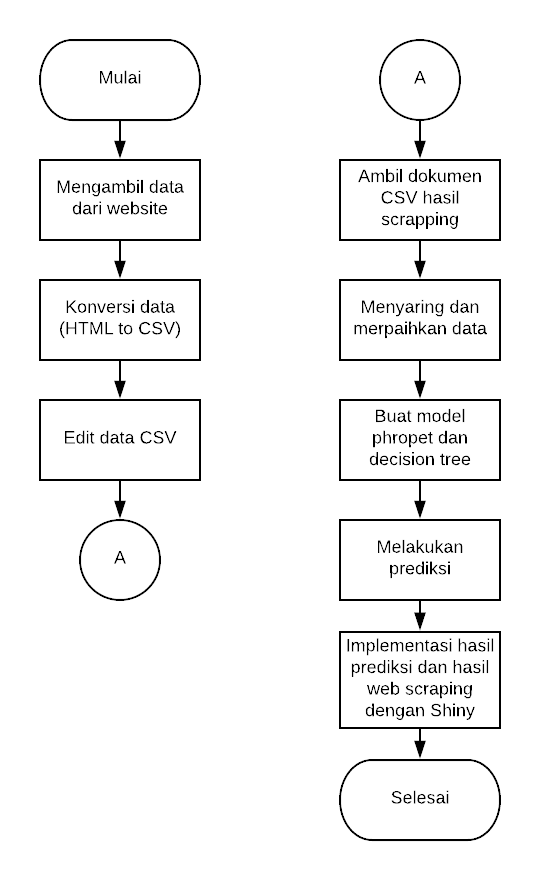 Mulai
Mengambil data
dari website
Konversi data
(HTML to CSV)
Edit data CSV
A
A
Ambil dokumen
CSV hasil
scrapping
Menyaring dan
merpaihkan data
Buat model
phropet dan
decision tree
Melakukan
prediksi
Implementasi hasil
prediksi dan hasil
web scraping
dengan Shiny
Selesai